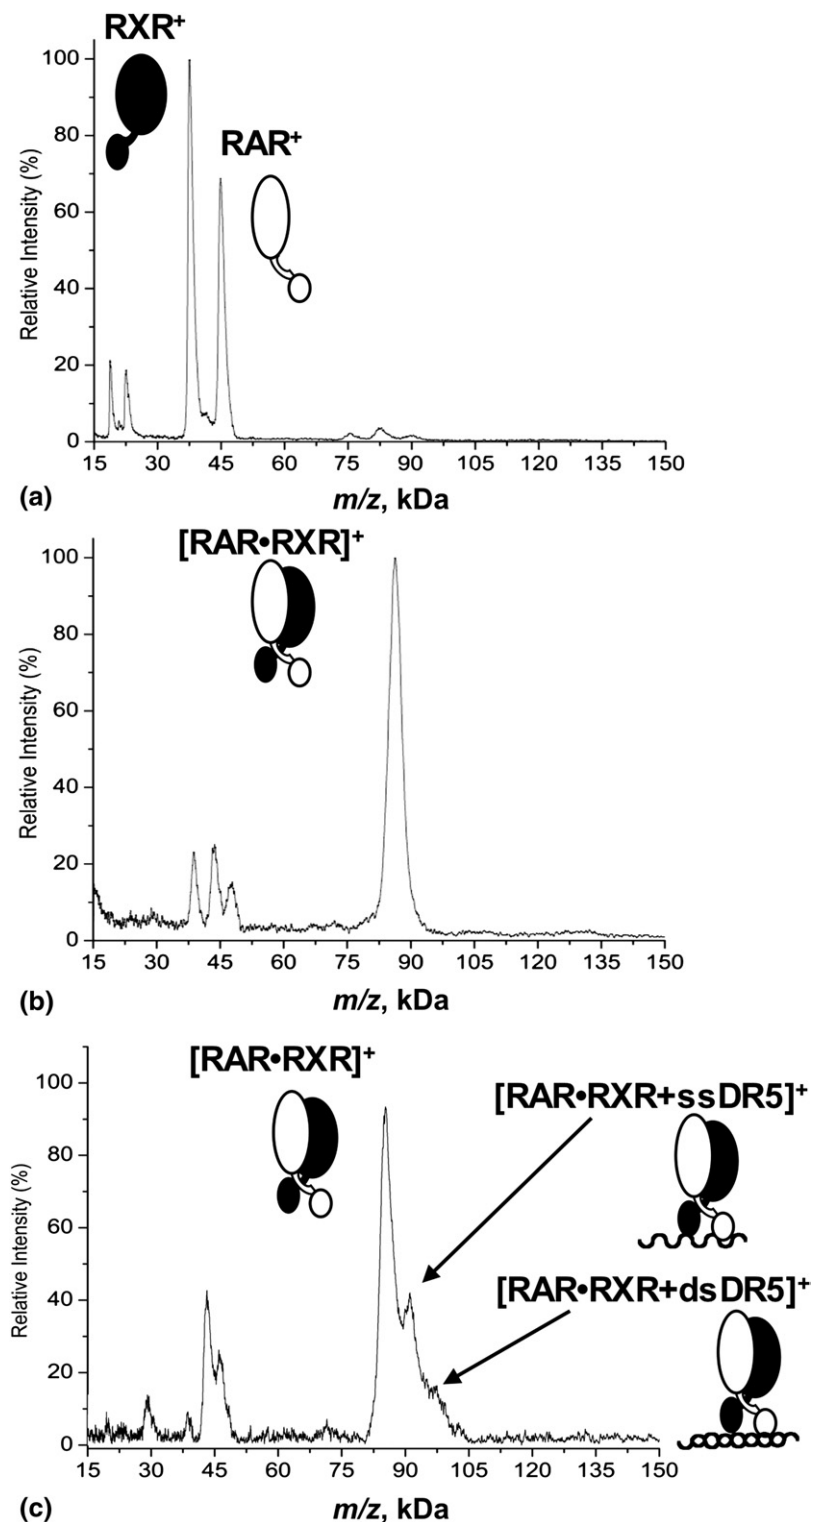 RXR⁺
RAR⁺
Relative Intensity (%)
100
80
60
40
20
0
15 30 45 60 75 90 105 120 135 150
(a)
m/z, kDa
[RAR•RXR]⁺
Relative Intensity (%)
100
80
60
40
20
0
15 30 45 60 75 90 105 120 135 150
(b)
m/z, kDa
[RAR•RXR]⁺
[RAR•RXR+ssDR5]⁺
[RAR•RXR+dsDR5]⁺
Relative Intensity (%)
100
80
60
40
20
0
15 30 45 60 75 90 105 120 135 150
(c)
m/z, kDa